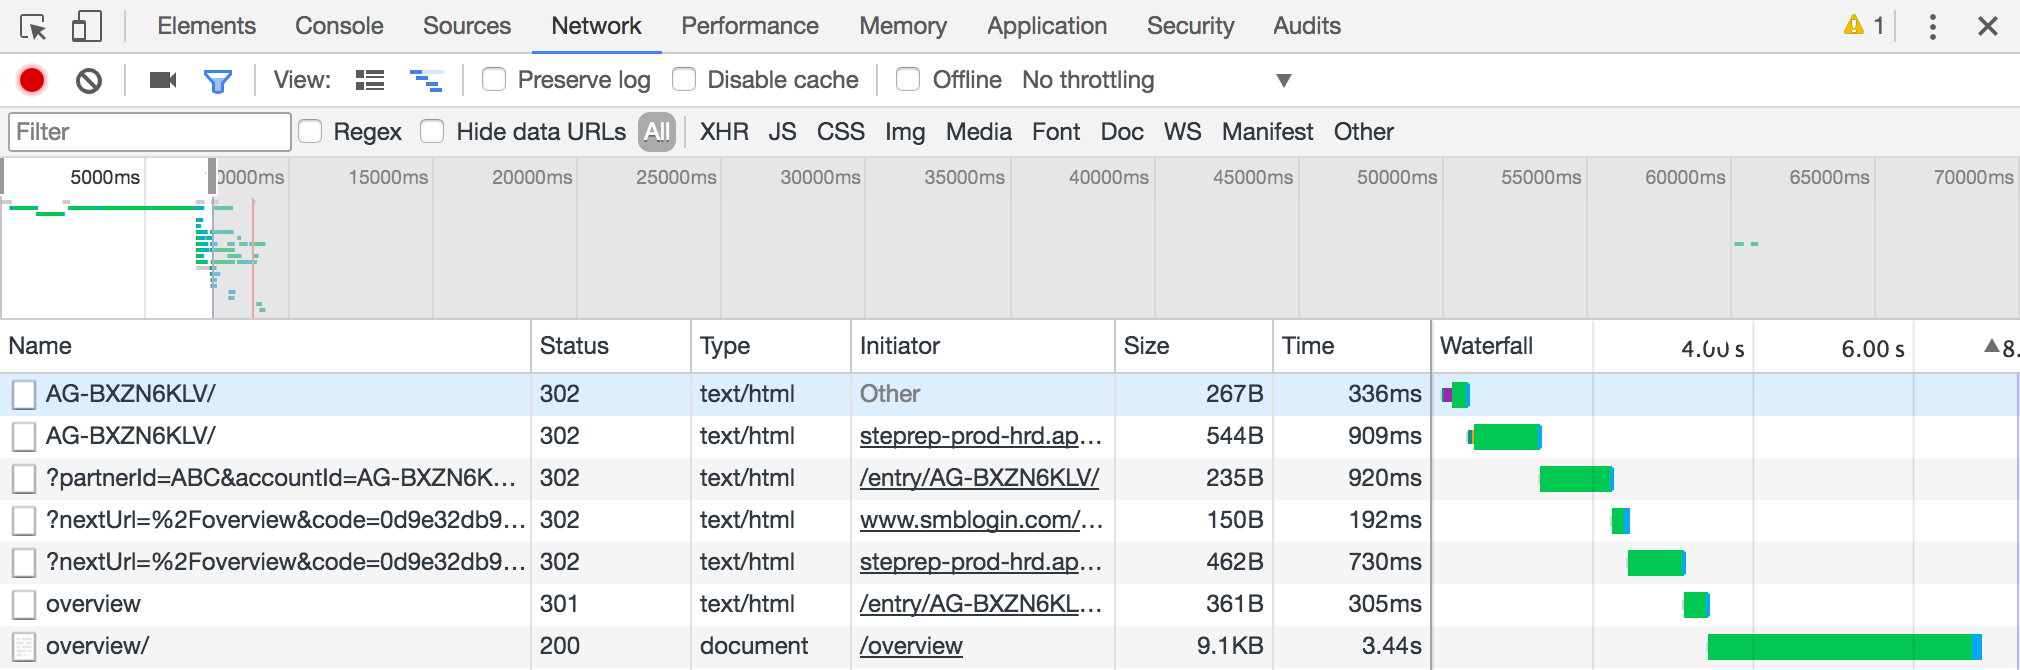 Elements Console Sources Network Performance Memory Application Security Audits 1
View: Preserve log Disable cache Offline No throttling
Filter Regex Hide data URLs All XHR JS CSS Img Media Font Doc WS Manifest Other
5000ms 0000ms 15000ms 20000ms 25000ms 30000ms 35000ms 40000ms 45000ms 50000ms 55000ms 60000ms 65000ms 70000ms
Name Status Type Initiator Size Time Waterfall 4.00 s 6.00 s 8.
AG-BXZN6KLV/ 302 text/html Other 267B 336ms
AG-BXZN6KLV/ 302 text/html steprep-prod-hrd.ap... 544B 909ms
?partnerId=ABC&accountId=AG-BXZN6K... 302 text/html /entry/AG-BXZN6KLV/ 235B 920ms
?nextUrl=%2Foverview&code=0d9e32db9... 302 text/html www.smblogin.com/... 150B 192ms
?nextUrl=%2Foverview&code=0d9e32db9... 302 text/html steprep-prod-hrd.ap... 462B 730ms
overview 301 text/html /entry/AG-BXZN6KL... 361B 305ms
overview/ 200 document /overview 9.1KB 3.44s